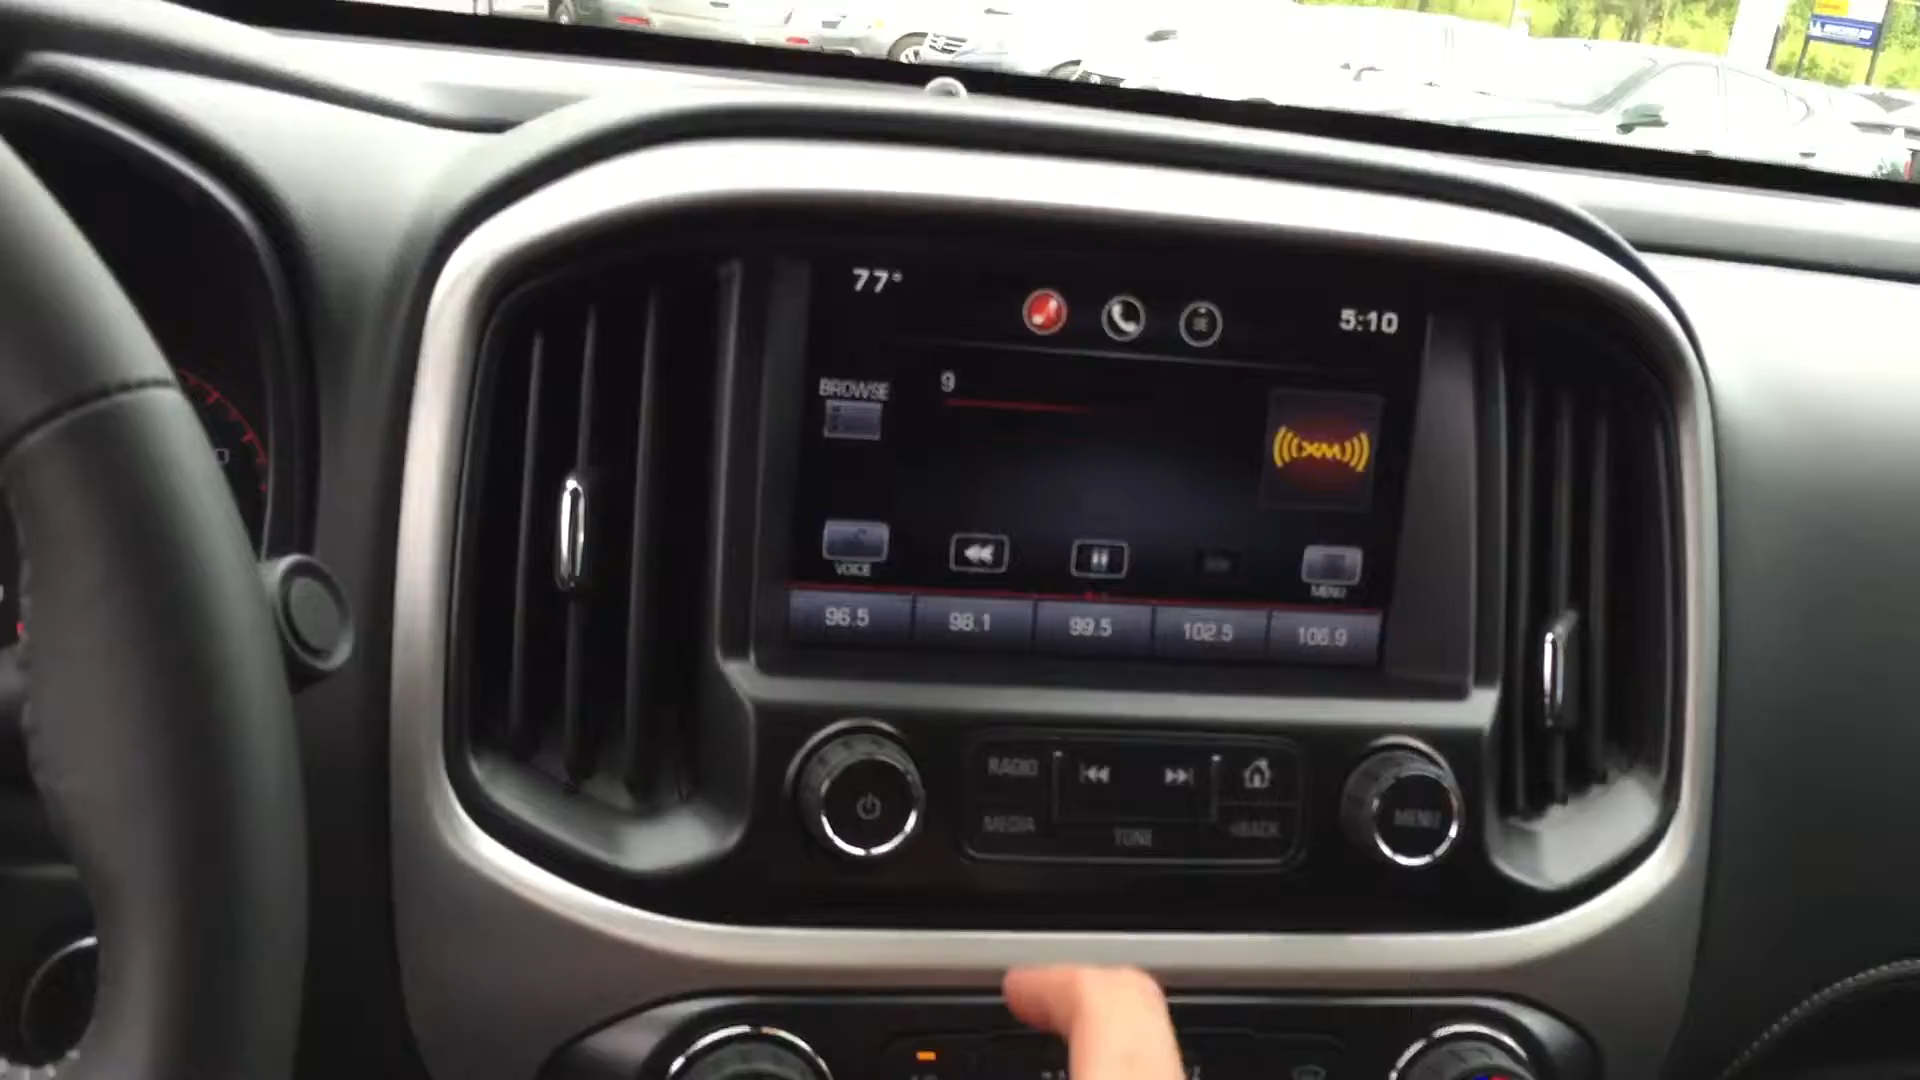 77°
5:10
BROWSE
9
(((XM)))
VOICE
MENU
96.5 98.1 99.5 102.5 106.9
RADIO
MEDIA
TONE
BACK
MENU